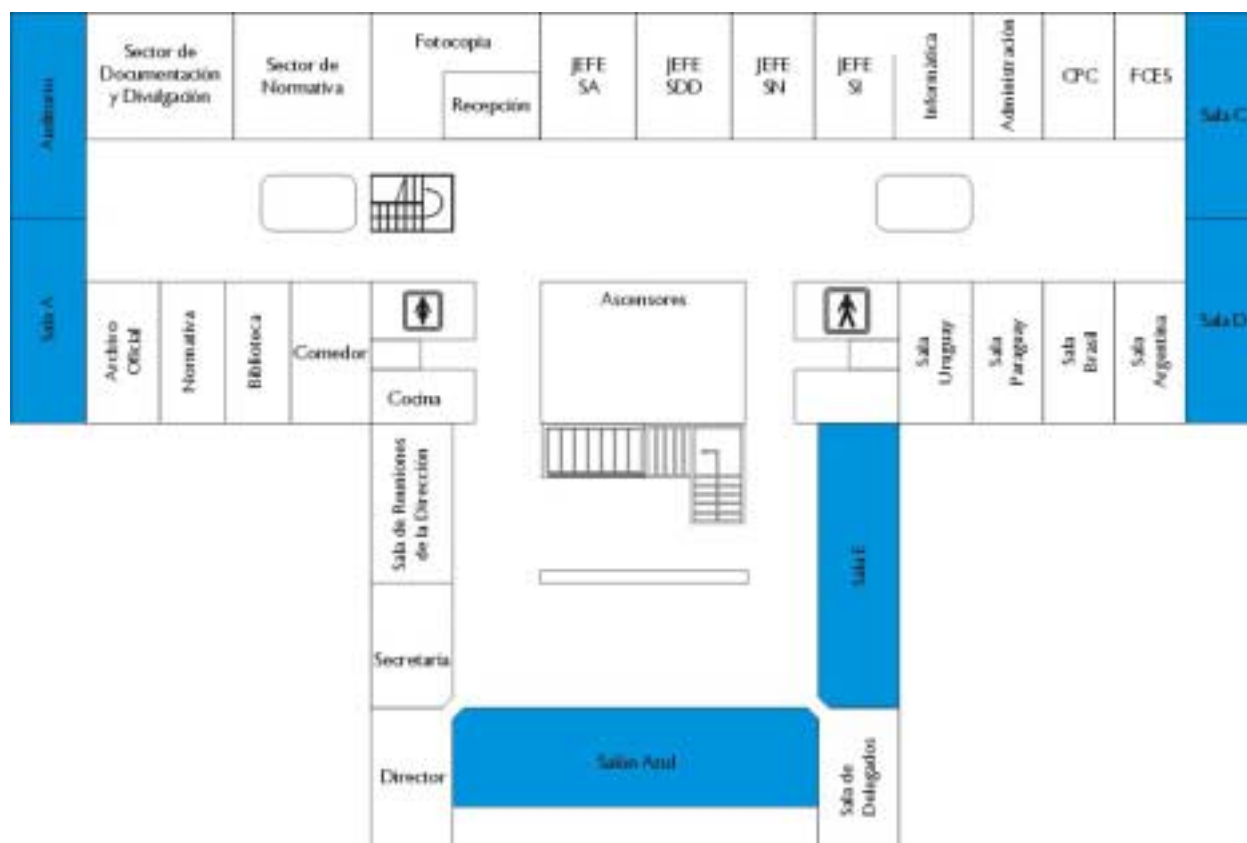 Auditorio
Sector de
Documentación
y Divulgación
Sector de
Normativa
Fotocopia
Recepción
JEFE
SA
JEFE
SDD
JEFE
SN
JEFE
SI
Informática
Administración
CPC
FCES
Sala C
Sala A
Archivo
Oficial
Normativa
Biblioteca
Comedor
Cocina
Ascensores
Sala
Uruguay
Sala
Paraguay
Sala
Brasil
Sala
Argentina
Sala D
Sala de Reuniones
de la Dirección
Sala E
Secretaría
Director
Salón Azul
Sala de
Delegados